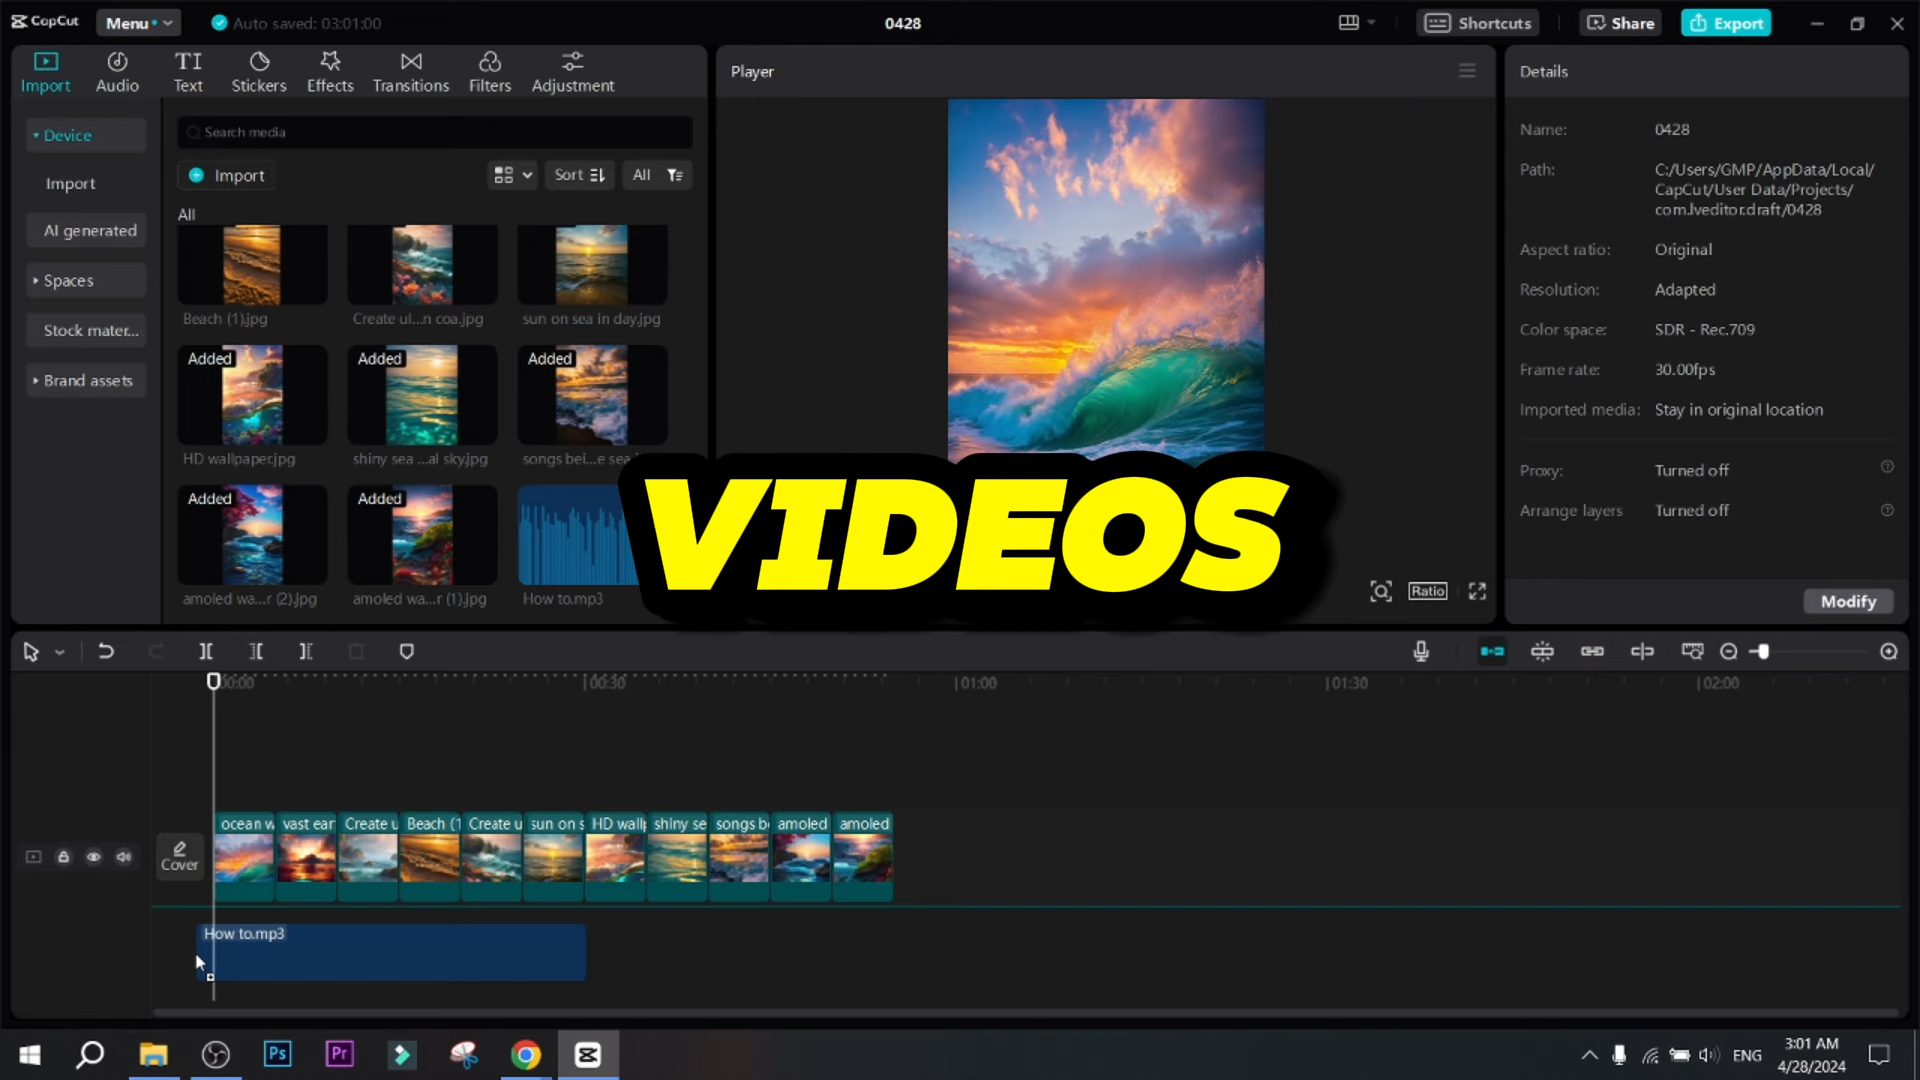 CapCut
Menu
Auto saved: 03:01:00
0428
Shortcuts
Share
Export
Import
Audio
Text
Stickers
Effects
Transitions
Filters
Adjustment
Player
Details
Device
Import
AI generated
Spaces
Stock mater...
Brand assets
Search media
Import
Sort
All
All
Beach (1).jpg
Create ul...n coa.jpg
sun on sea in day.jpg
Added
Added
Added
HD wallpaper.jpg
shiny sea ...al sky.jpg
songs bei...e sea.
Added
Added
amoled wa...r (2).jpg
amoled wa...r (1).jpg
How to.mp3
VIDEOS
Ratio
Name:
0428
Path:
C:/Users/GMP/AppData/Local/
CapCut/User Data/Projects/
com.lveditor.draft/0428
Aspect ratio:
Original
Resolution:
Adapted
Color space:
SDR - Rec.709
Frame rate:
30.00fps
Imported media:
Stay in original location
Proxy:
Turned off
Arrange layers
Turned off
Modify
00:00
00:30
01:00
01:30
02:00
Cover
ocean w
vast ear
Create u
Beach (1
Create u
sun on s
HD wall
shiny se
songs b
amoled
amoled
How to.mp3
Ps
Pr
ENG
3:01 AM
4/28/2024